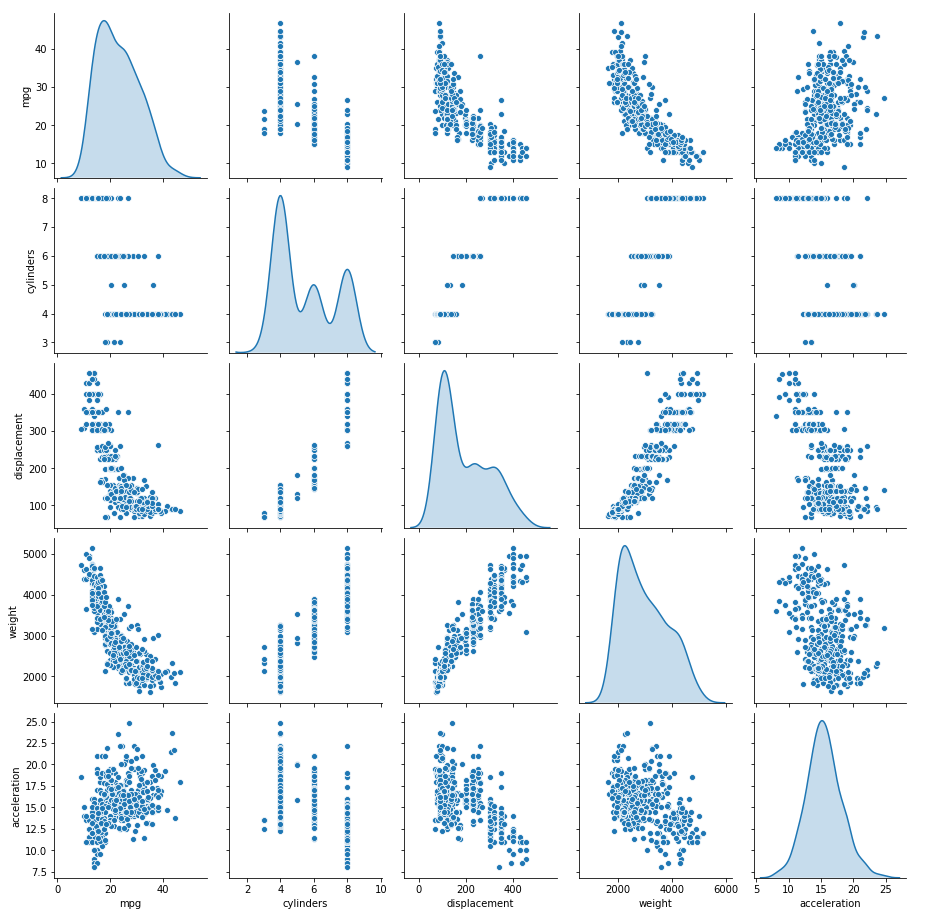 40
30
20
10
mpg
8
7
6
5
4
3
cylinders
400
300
200
100
displacement
5000
4000
3000
2000
weight
25.0
22.5
20.0
17.5
15.0
12.5
10.0
7.5
acceleration
0 20 40
2 4 6 8 10
0 200 400
2000 4000 6000
5 10 15 20 25
mpg cylinders displacement weight acceleration